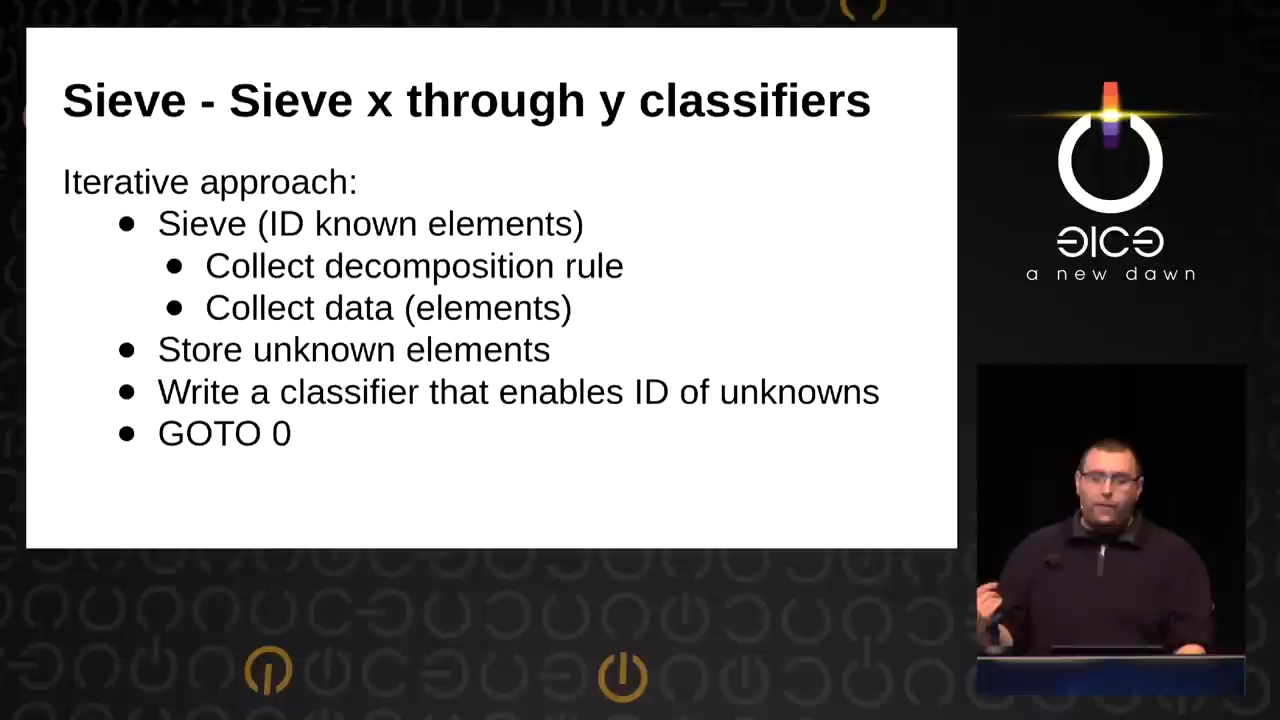 Sieve - Sieve x through y classifiers
Iterative approach:
Sieve (ID known elements)
Collect decomposition rule
Collect data (elements)
Store unknown elements
Write a classifier that enables ID of unknowns
GOTO 0
a new dawn